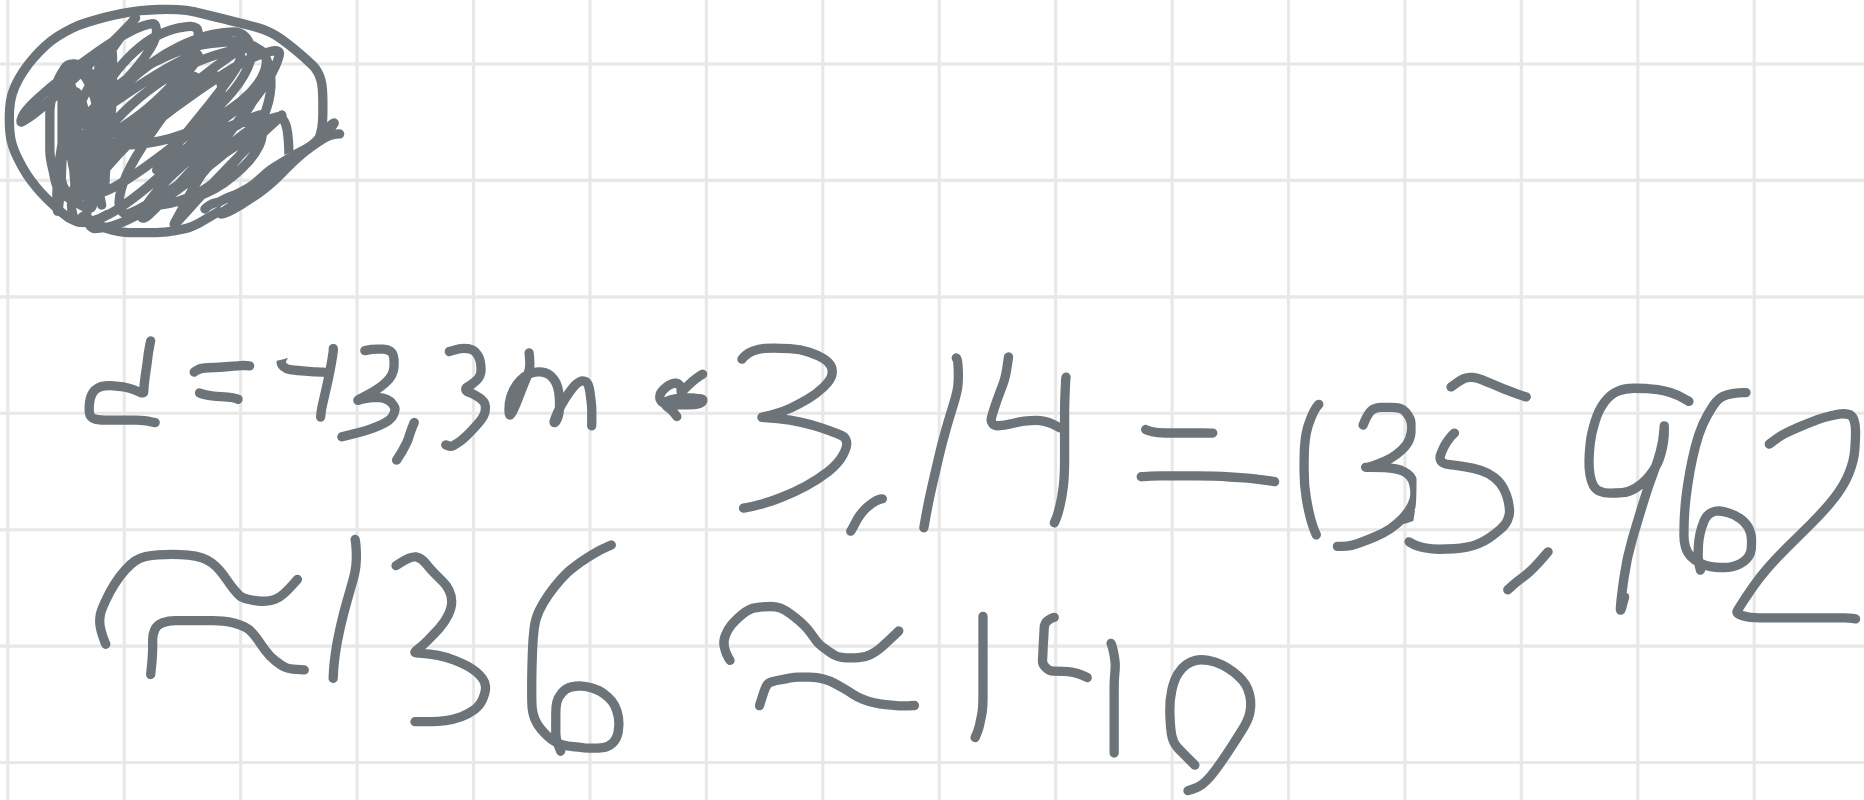 d = 43,3m • 3,14 = 135,962
≈ 136 ≈ 140